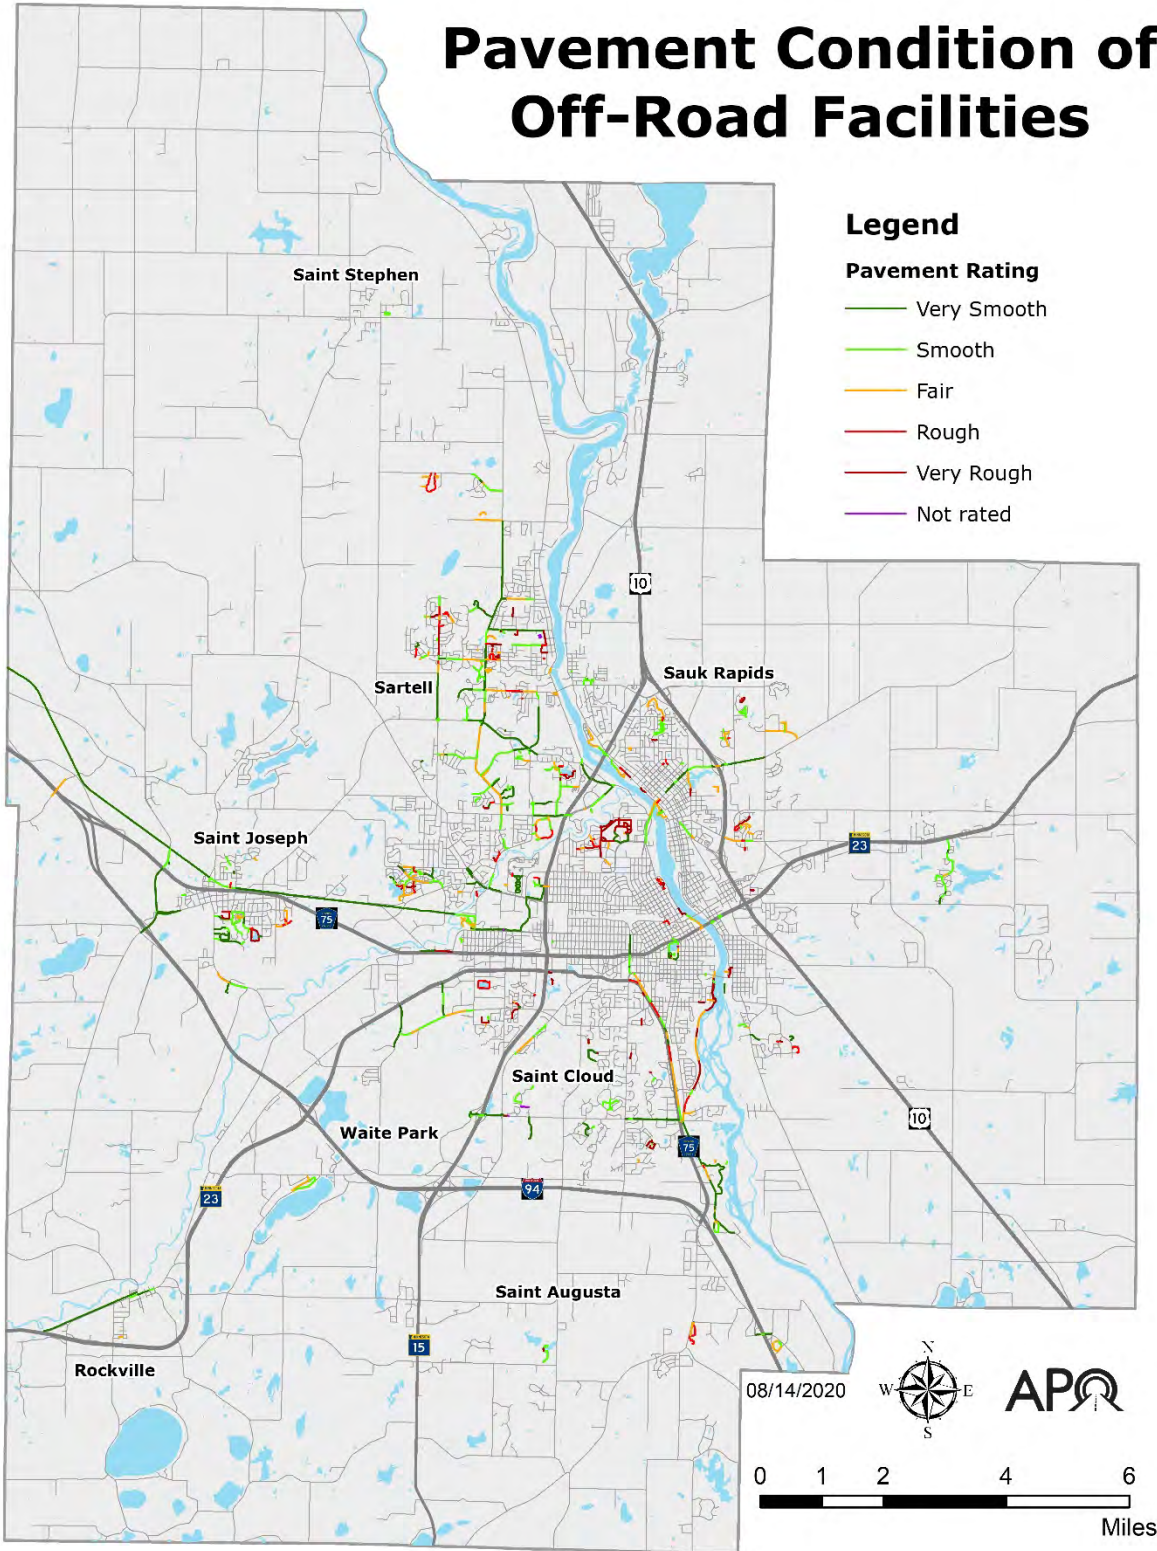 Pavement Condition of
Off-Road Facilities
Legend
Pavement Rating
Very Smooth
Smooth
Fair
Rough
Very Rough
Not rated
Saint Stephen
10
Sauk Rapids
Sartell
Saint Joseph
23
75
Saint Cloud
10
Waite Park
75
94
23
Saint Augusta
15
Rockville
08/14/2020
N
W
E
S
APO
0 1 2 4 6
Miles